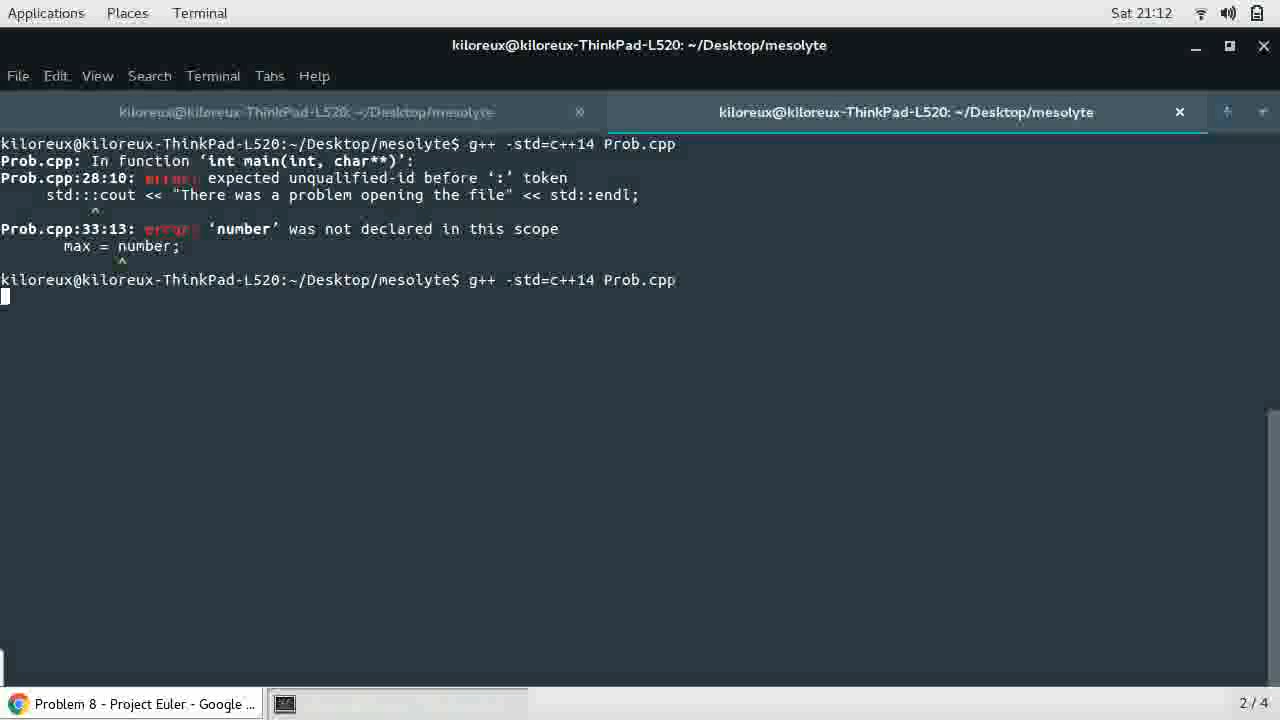 Applications Places Terminal Sat 21:12
kiloreux@kiloreux-ThinkPad-L520: ~/Desktop/mesolyte
File Edit View Search Terminal Tabs Help
kiloreux@kiloreux-ThinkPad-L520: ~/Desktop/mesolyte × kiloreux@kiloreux-ThinkPad-L520: ~/Desktop/mesolyte ×
kiloreux@kiloreux-ThinkPad-L520:~/Desktop/mesolyte$ g++ -std=c++14 Prob.cpp
Prob.cpp: In function ‘int main(int, char**)’:
Prob.cpp:28:10: error: expected unqualified-id before ‘:’ token
std:::cout << "There was a problem opening the file" << std::endl;
^
Prob.cpp:33:13: error: ‘number’ was not declared in this scope
max = number;
^
kiloreux@kiloreux-ThinkPad-L520:~/Desktop/mesolyte$ g++ -std=c++14 Prob.cpp
Problem 8 - Project Euler - Google ... 2 / 4